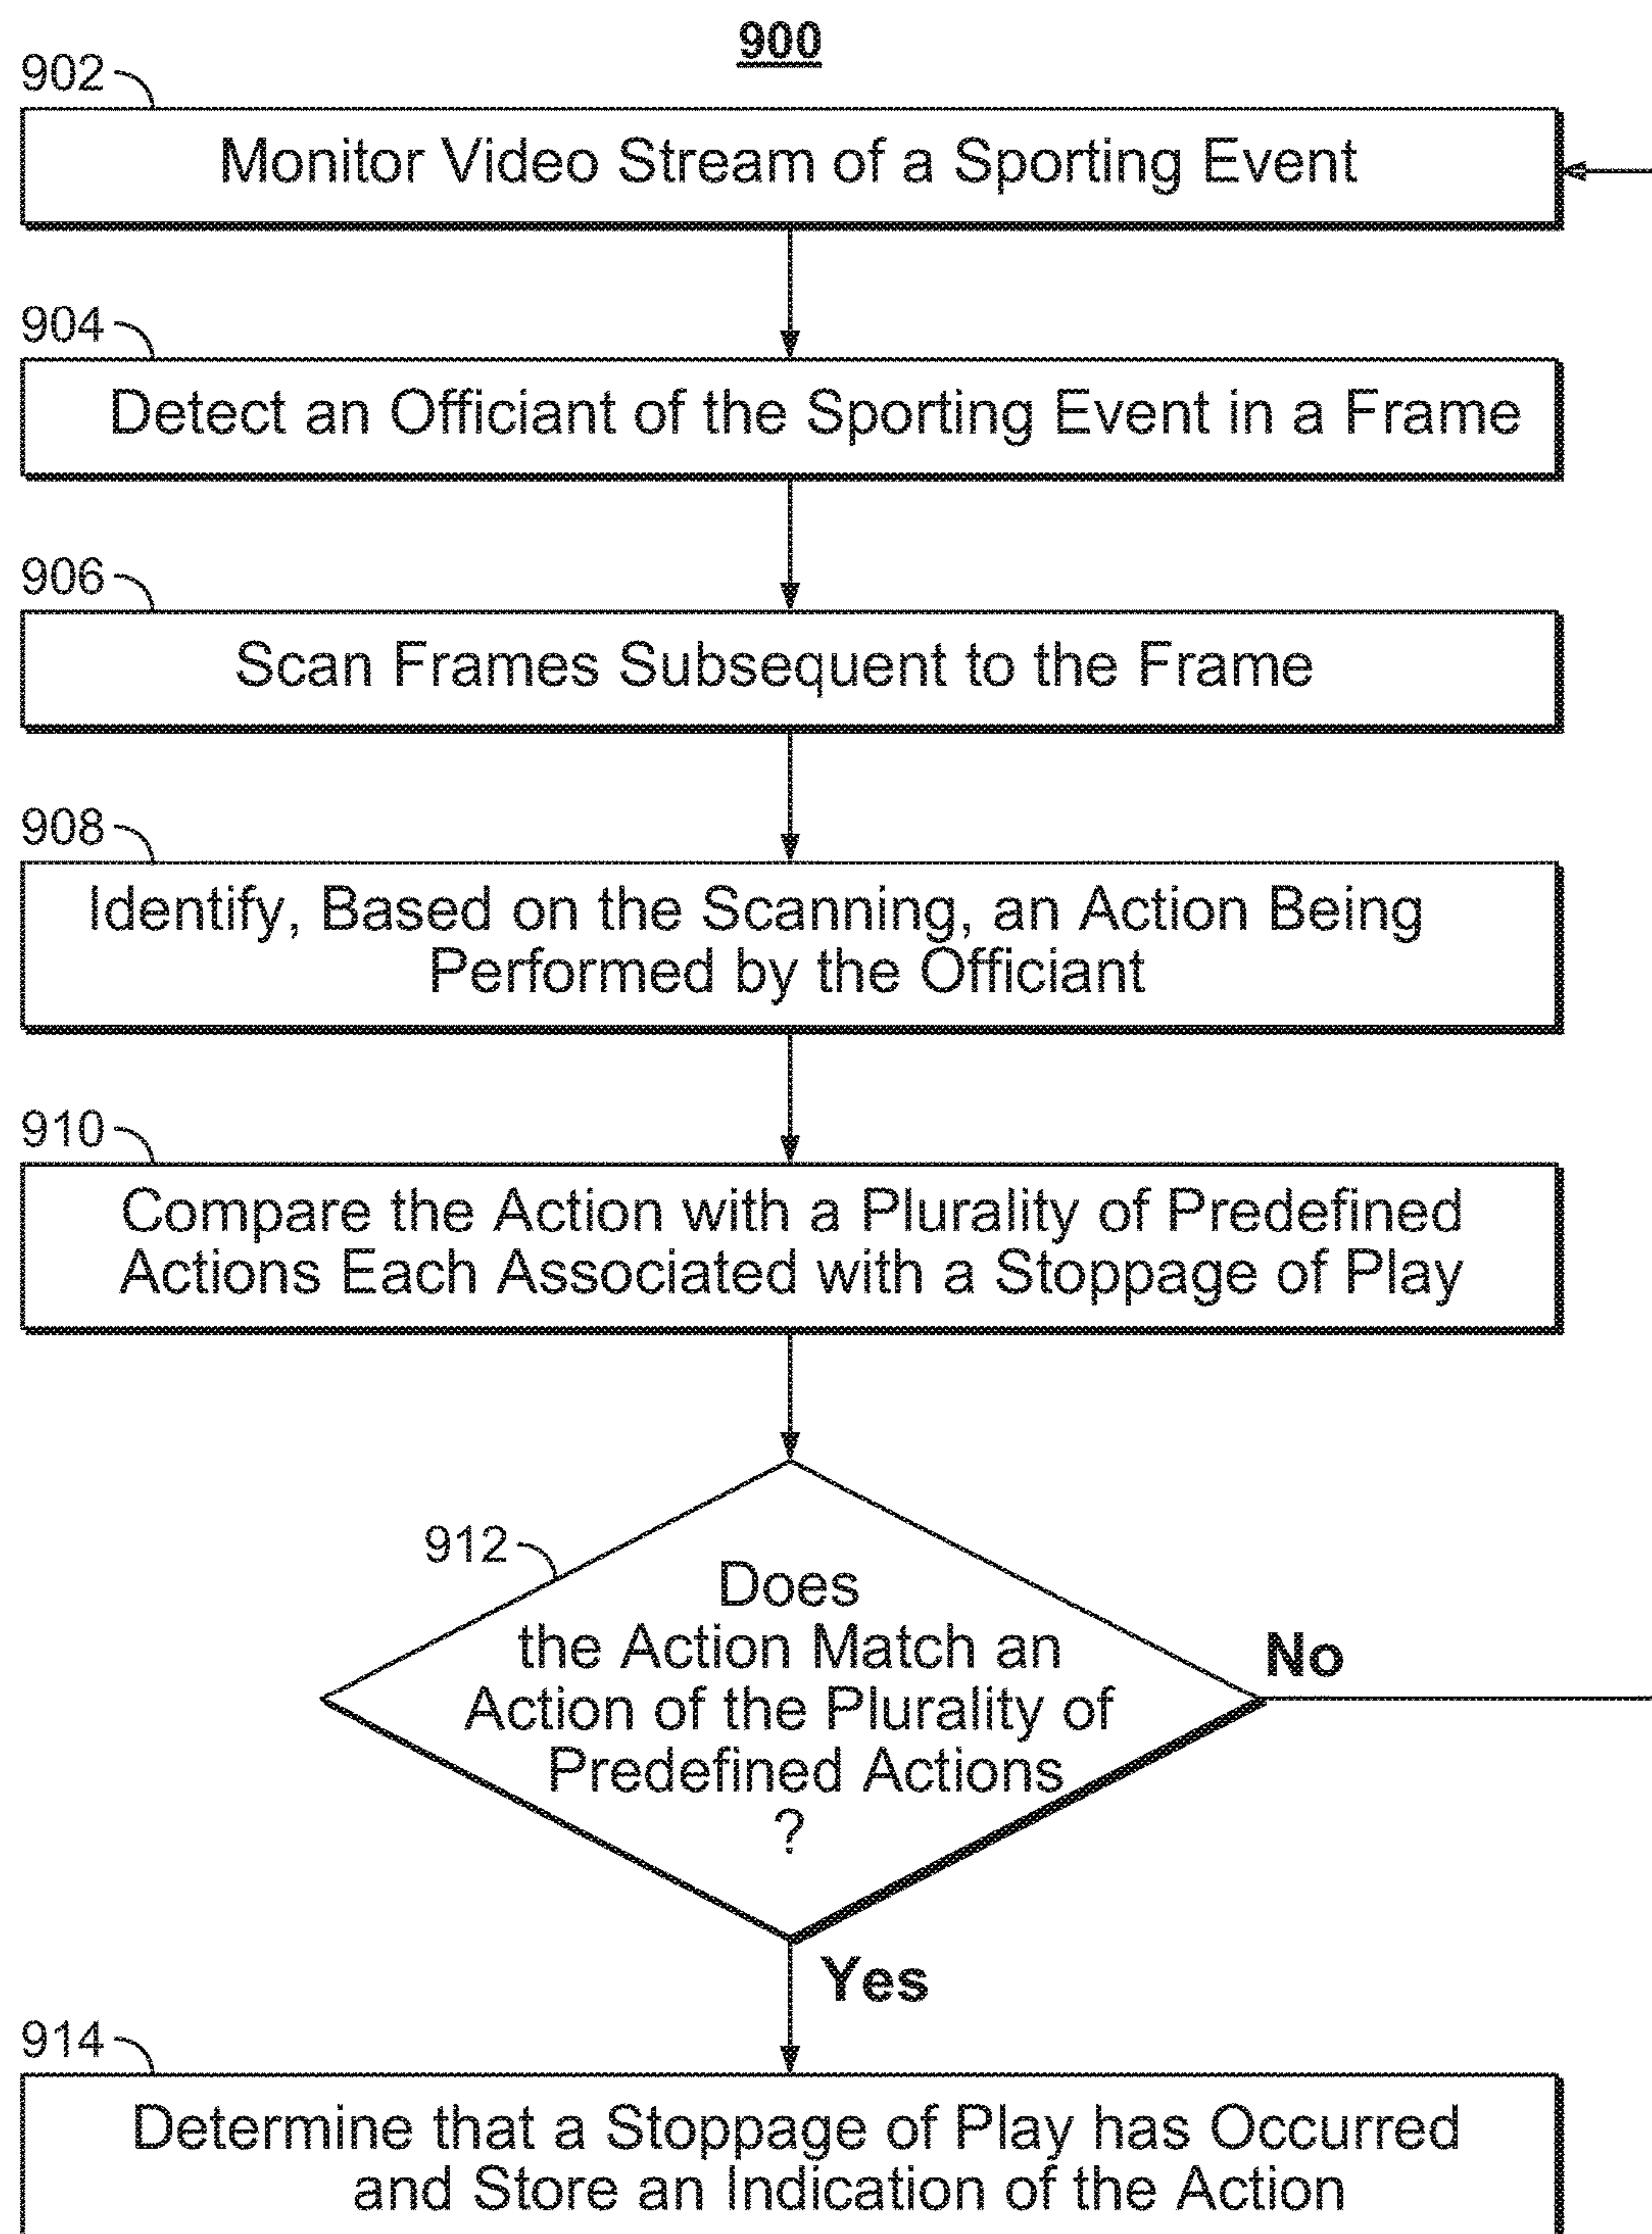 900
902
Monitor Video Stream of a Sporting Event
904
Detect an Officiant of the Sporting Event in a Frame
906
Scan Frames Subsequent to the Frame
908
Identify, Based on the Scanning, an Action Being
Performed by the Officiant
910
Compare the Action with a Plurality of Predefined
Actions Each Associated with a Stoppage of Play
912
Does
the Action Match an
Action of the Plurality of
Predefined Actions
?
No
Yes
914
Determine that a Stoppage of Play has Occurred
and Store an Indication of the Action